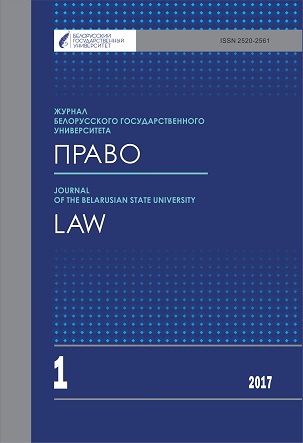 БЕЛОРУССКИЙ
ГОСУДАРСТВЕННЫЙ
УНИВЕРСИТЕТ
ISSN 2520-2561
ЖУРНАЛ
БЕЛОРУССКОГО ГОСУДАРСТВЕННОГО
УНИВЕРСИТЕТА
ПРАВО
JOURNAL
OF THE BELARUSIAN STATE UNIVERSITY
LAW
1
2017